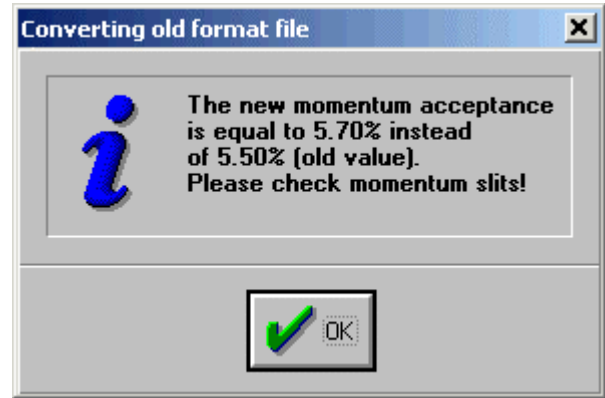 Converting old format file
The new momentum acceptance
is equal to 5.70% instead
of 5.50% (old value).
Please check momentum slits!
OK